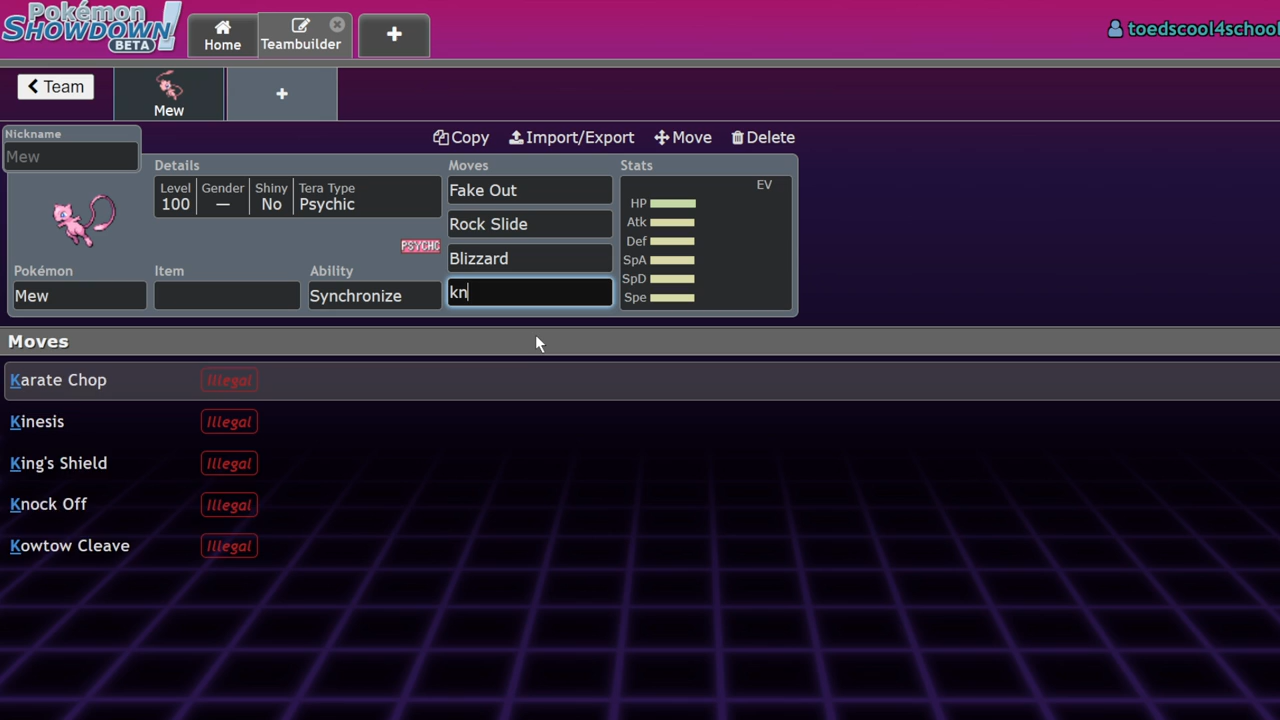 Pokémon
SHOWDOWN!
BETA
Home
Teambuilder
+
toedscool4school
Team
Mew
+
Nickname
Mew
Copy
Import/Export
Move
Delete
Details
Level
100
Gender
—
Shiny
No
Tera Type
Psychic
PSYCHC
Pokémon
Mew
Item
Ability
Synchronize
Moves
Fake Out
Rock Slide
Blizzard
kn
Stats
EV
HP
Atk
Def
SpA
SpD
Spe
Moves
Karate Chop Illegal
Kinesis Illegal
King's Shield Illegal
Knock Off Illegal
Kowtow Cleave Illegal